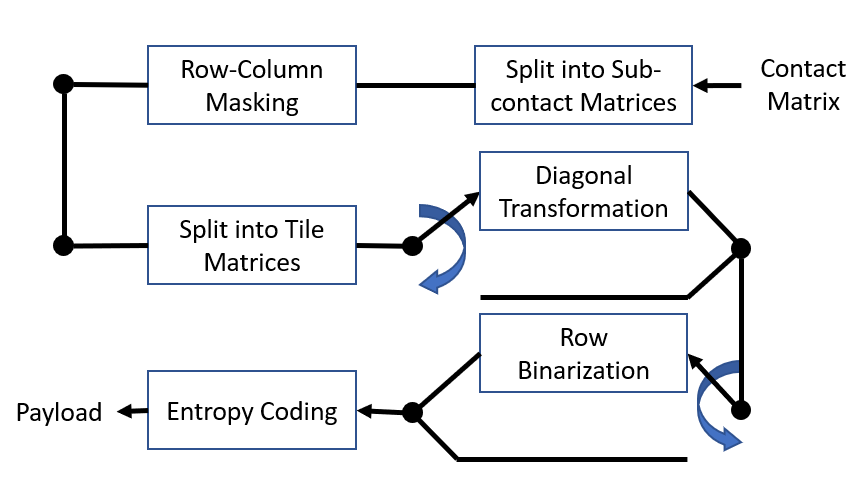 Row-Column
Masking
Split into Sub-
contact Matrices
Contact
Matrix
Split into Tile
Matrices
Diagonal
Transformation
Row
Binarization
Payload
Entropy Coding